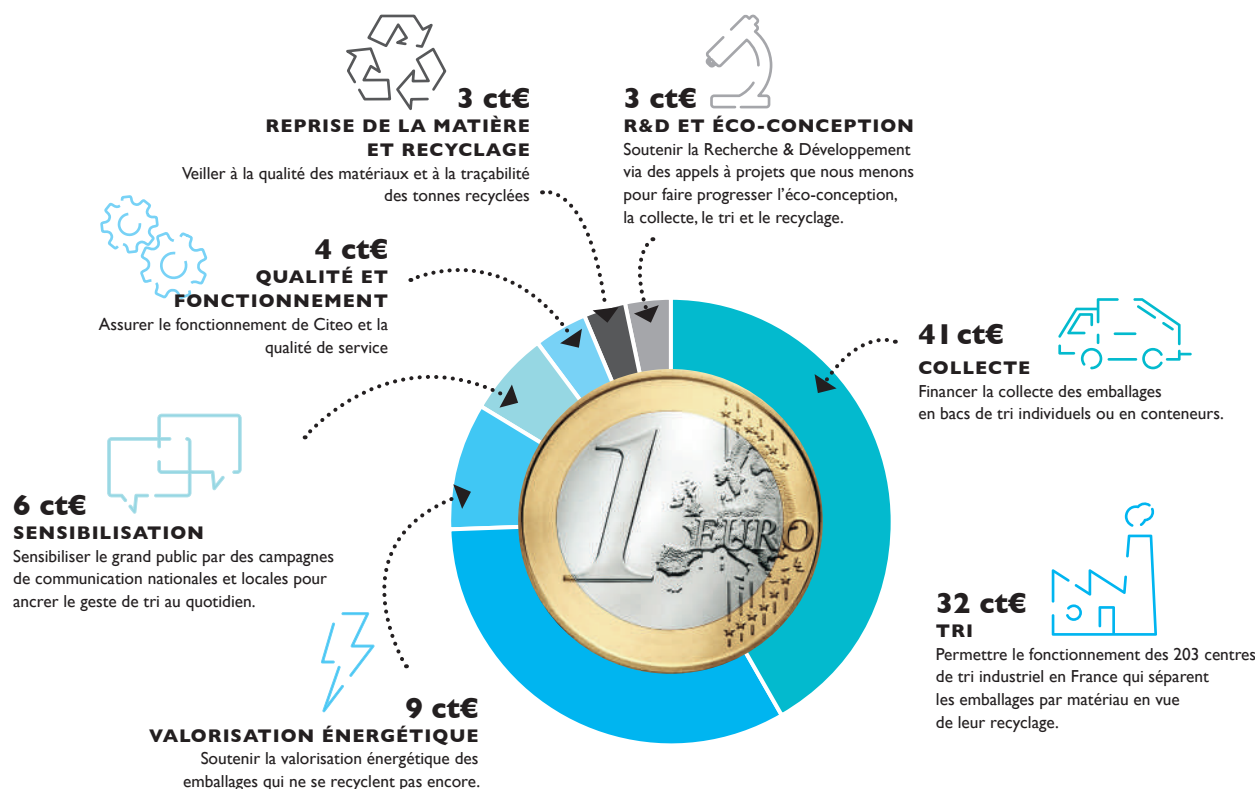 3 ct€
REPRISE DE LA MATIÈRE
ET RECYCLAGE
Veiller à la qualité des matériaux et à la traçabilité
des tonnes recyclées
3 ct€
R&D ET ÉCO-CONCEPTION
Soutenir la Recherche & Développement
via des appels à projets que nous menons
pour faire progresser l'éco-conception,
la collecte, le tri et le recyclage.
4 ct€
QUALITÉ ET
FONCTIONNEMENT
Assurer le fonctionnement de Citeo et la
qualité de service
41 ct€
COLLECTE
Financer la collecte des emballages
en bacs de tri individuels ou en conteneurs.
1
EURO
6 ct€
SENSIBILISATION
Sensibiliser le grand public par des campagnes
de communication nationales et locales pour
ancrer le geste de tri au quotidien.
32 ct€
TRI
Permettre le fonctionnement des 203 centres
de tri industriel en France qui séparent
les emballages par matériau en vue
de leur recyclage.
9 ct€
VALORISATION ÉNERGÉTIQUE
Soutenir la valorisation énergétique des
emballages qui ne se recyclent pas encore.